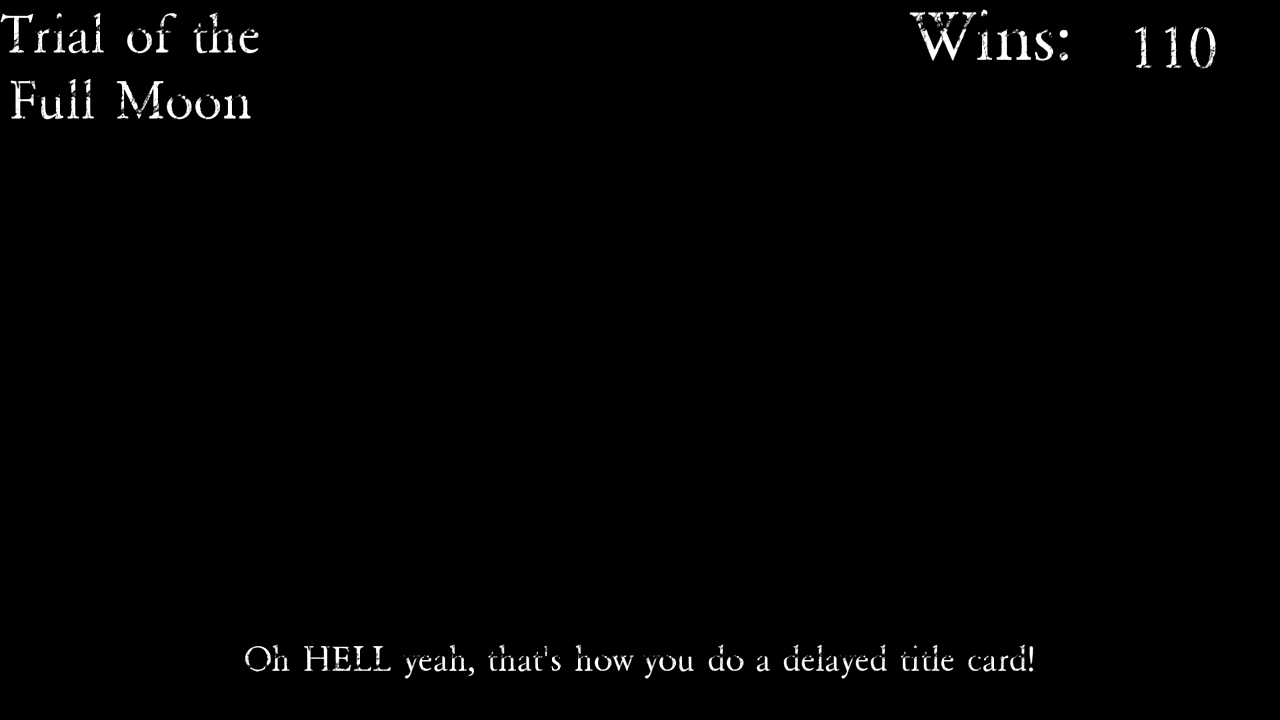 Trial of the
Full Moon
Wins: 110
Oh HELL yeah, that's how you do a delayed title card!